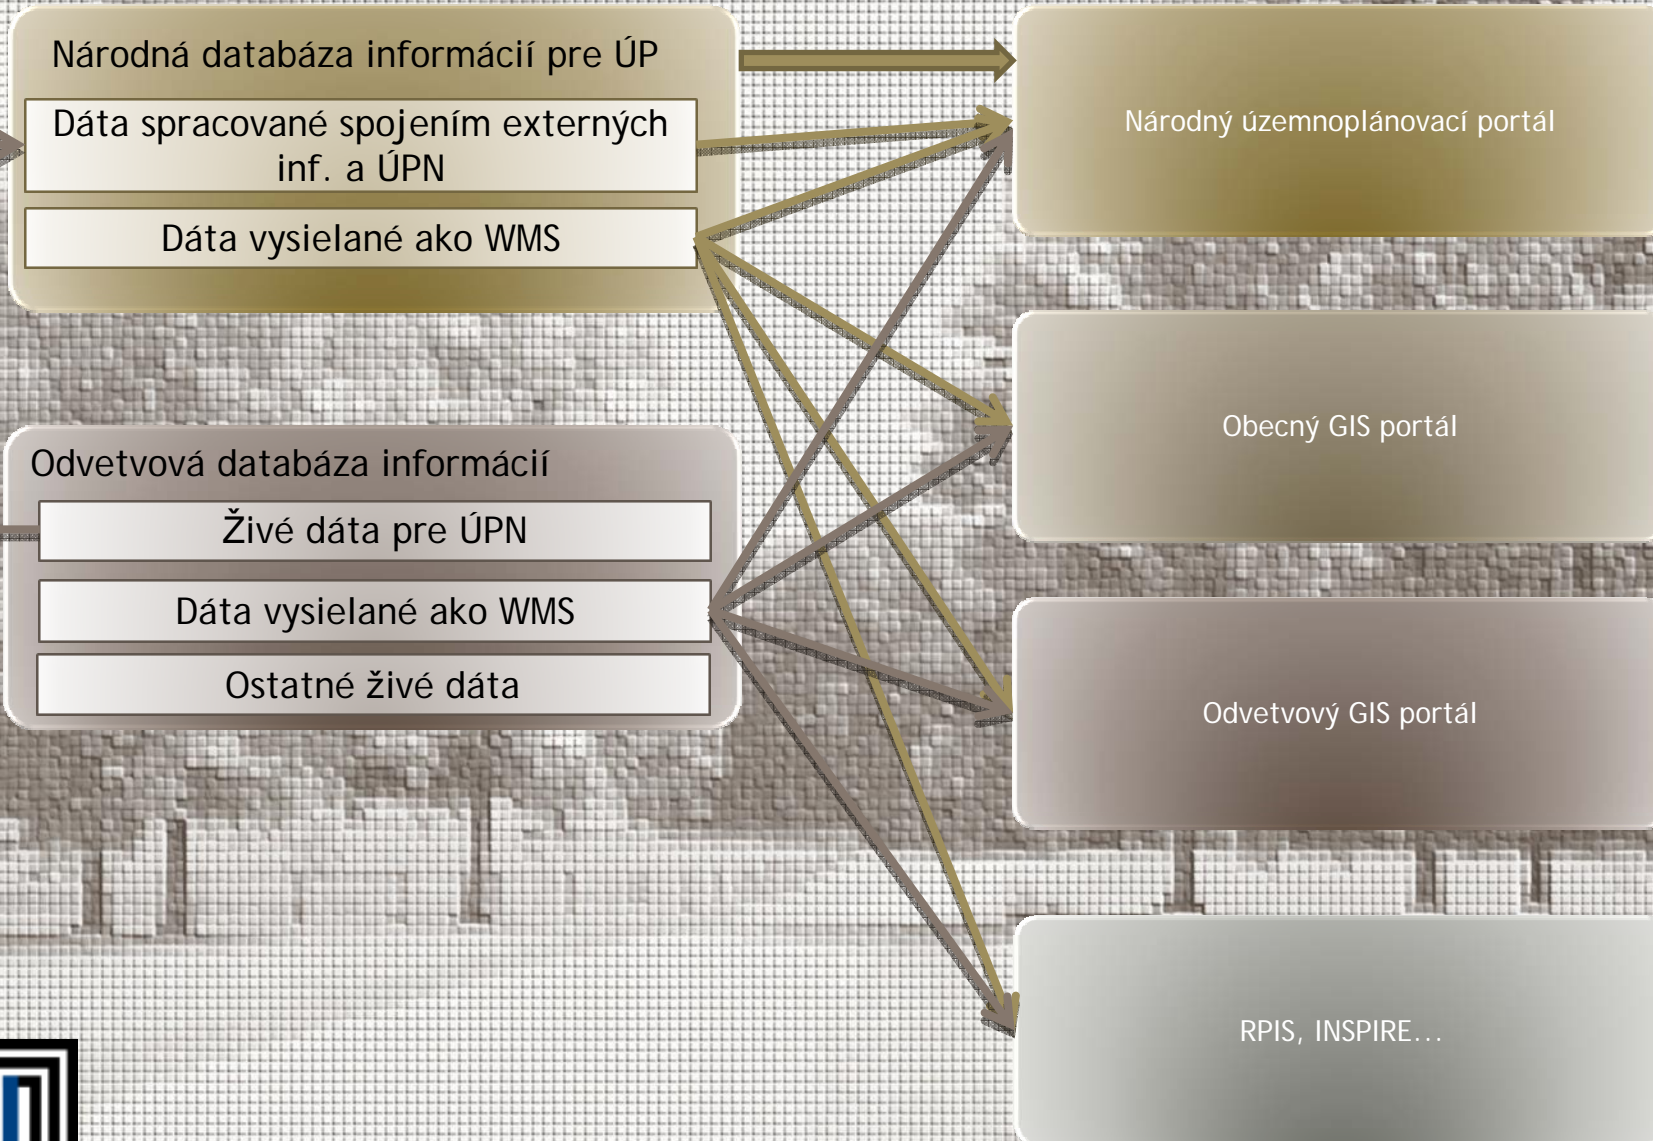 Národná databáza informácií pre ÚP
Dáta spracované spojením externých
inf. a ÚPN
Dáta vysielané ako WMS
Odvetvová databáza informácií
Živé dáta pre ÚPN
Dáta vysielané ako WMS
Ostatné živé dáta
Národný územnoplánovací portál
Obecný GIS portál
Odvetvový GIS portál
RPIS, INSPIRE...